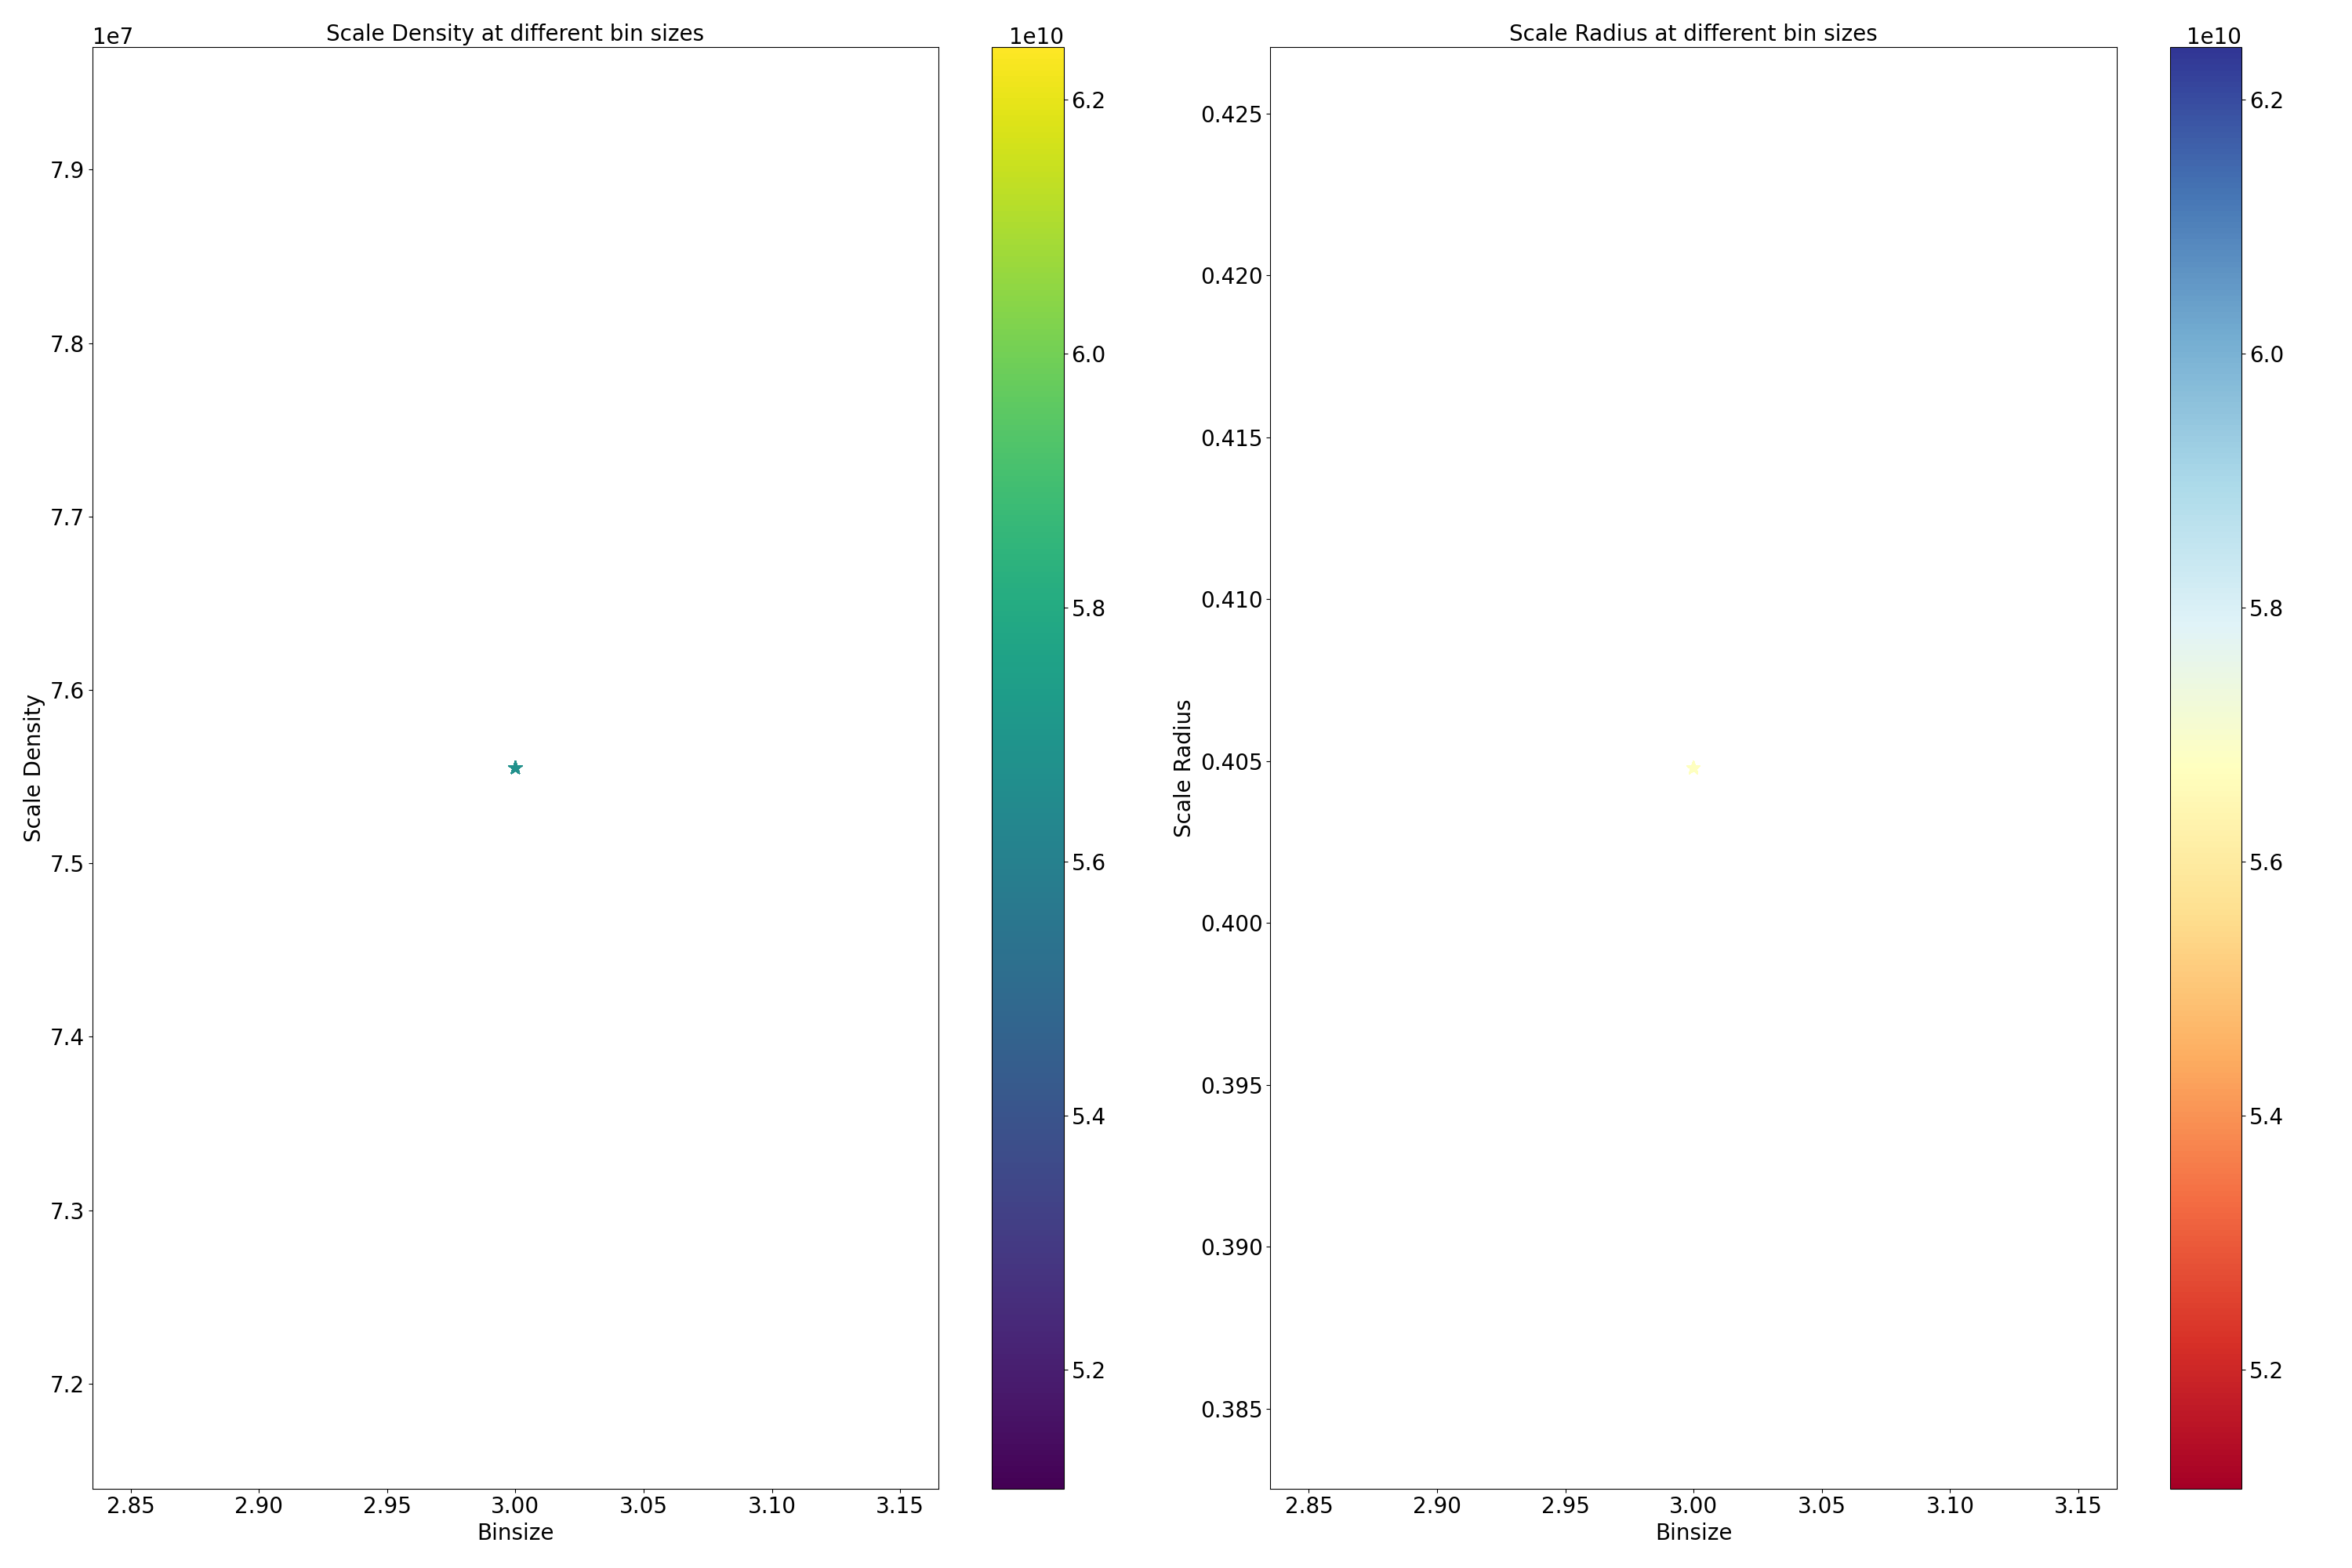 Scale Density at different bin sizes
1e7
7.9
7.8
7.7
7.6
7.5
7.4
7.3
7.2
Scale Density
2.85 2.90 2.95 3.00 3.05 3.10 3.15
Binsize
1e10
6.2
6.0
5.8
5.6
5.4
5.2
Scale Radius at different bin sizes
0.425
0.420
0.415
0.410
0.405
0.400
0.395
0.390
0.385
Scale Radius
2.85 2.90 2.95 3.00 3.05 3.10 3.15
Binsize
1e10
6.2
6.0
5.8
5.6
5.4
5.2